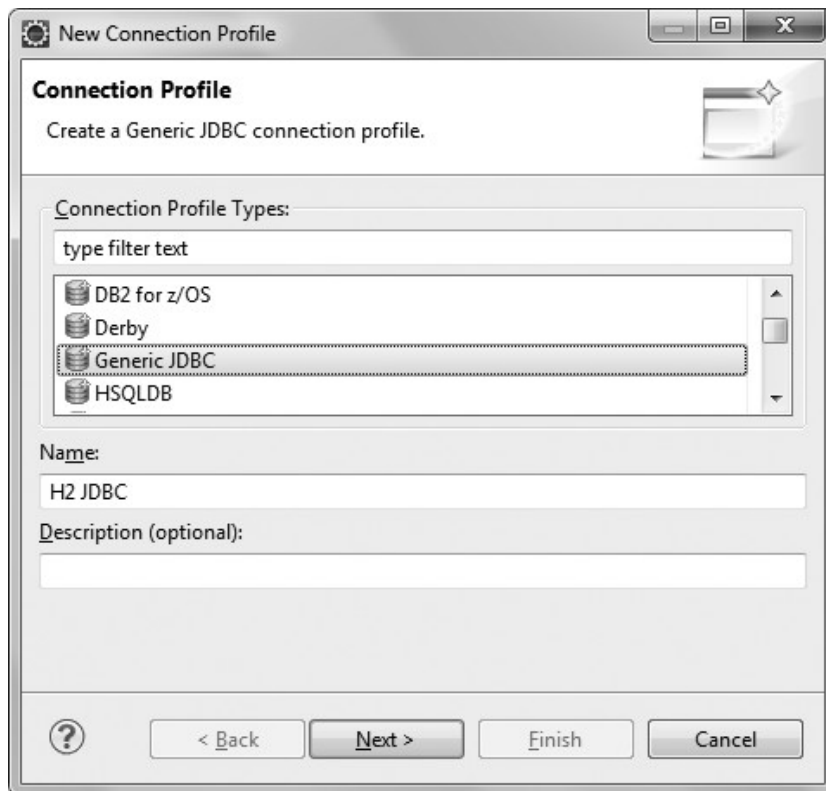 New Connection Profile
Connection Profile
Create a Generic JDBC connection profile.
Connection Profile Types:
type filter text
DB2 for z/OS
Derby
Generic JDBC
HSQLDB
Name:
H2 JDBC
Description (optional):
? < Back Next > Finish Cancel